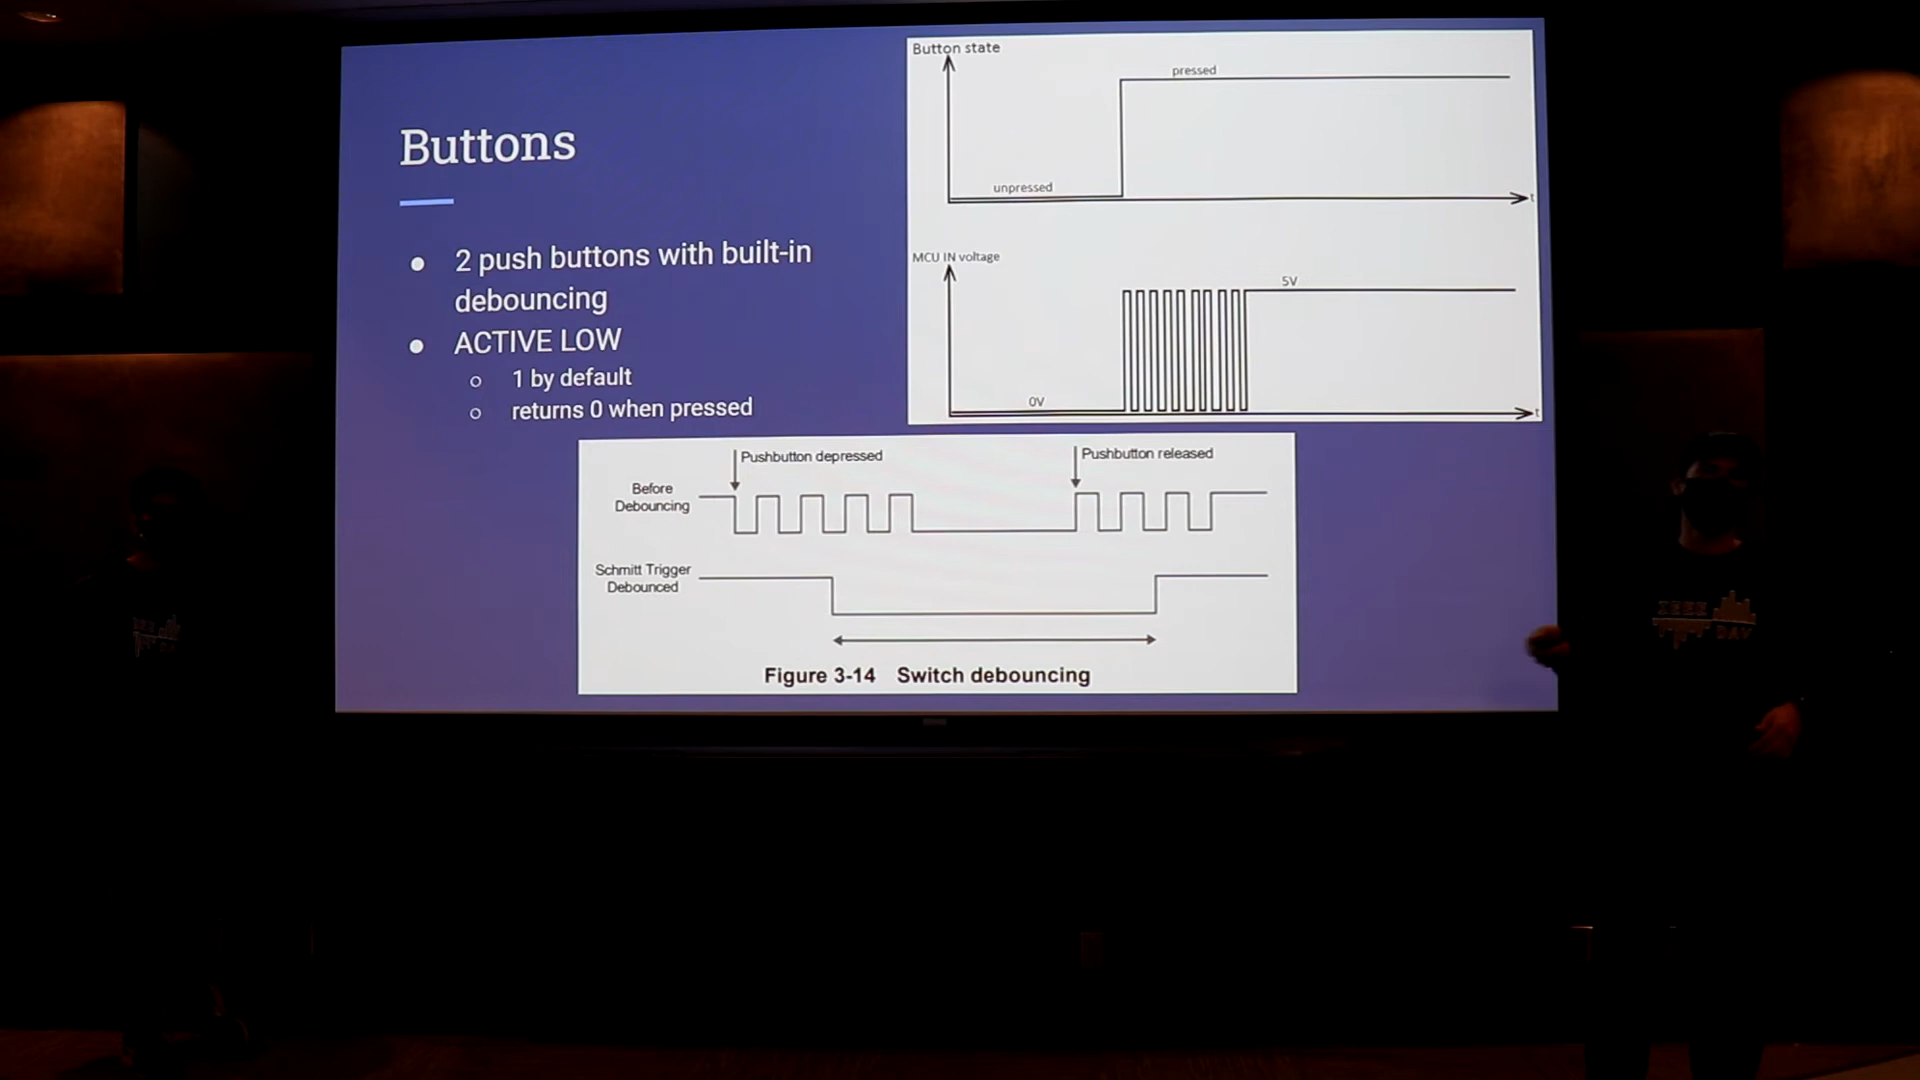 Buttons
2 push buttons with built-in
debouncing
ACTIVE LOW
1 by default
returns 0 when pressed
Button state
pressed
unpressed
t
MCU IN voltage
5V
0V
t
Pushbutton depressed
Pushbutton released
Before
Debouncing
Schmitt Trigger
Debounced
Figure 3-14 Switch debouncing
IEEE
DAY